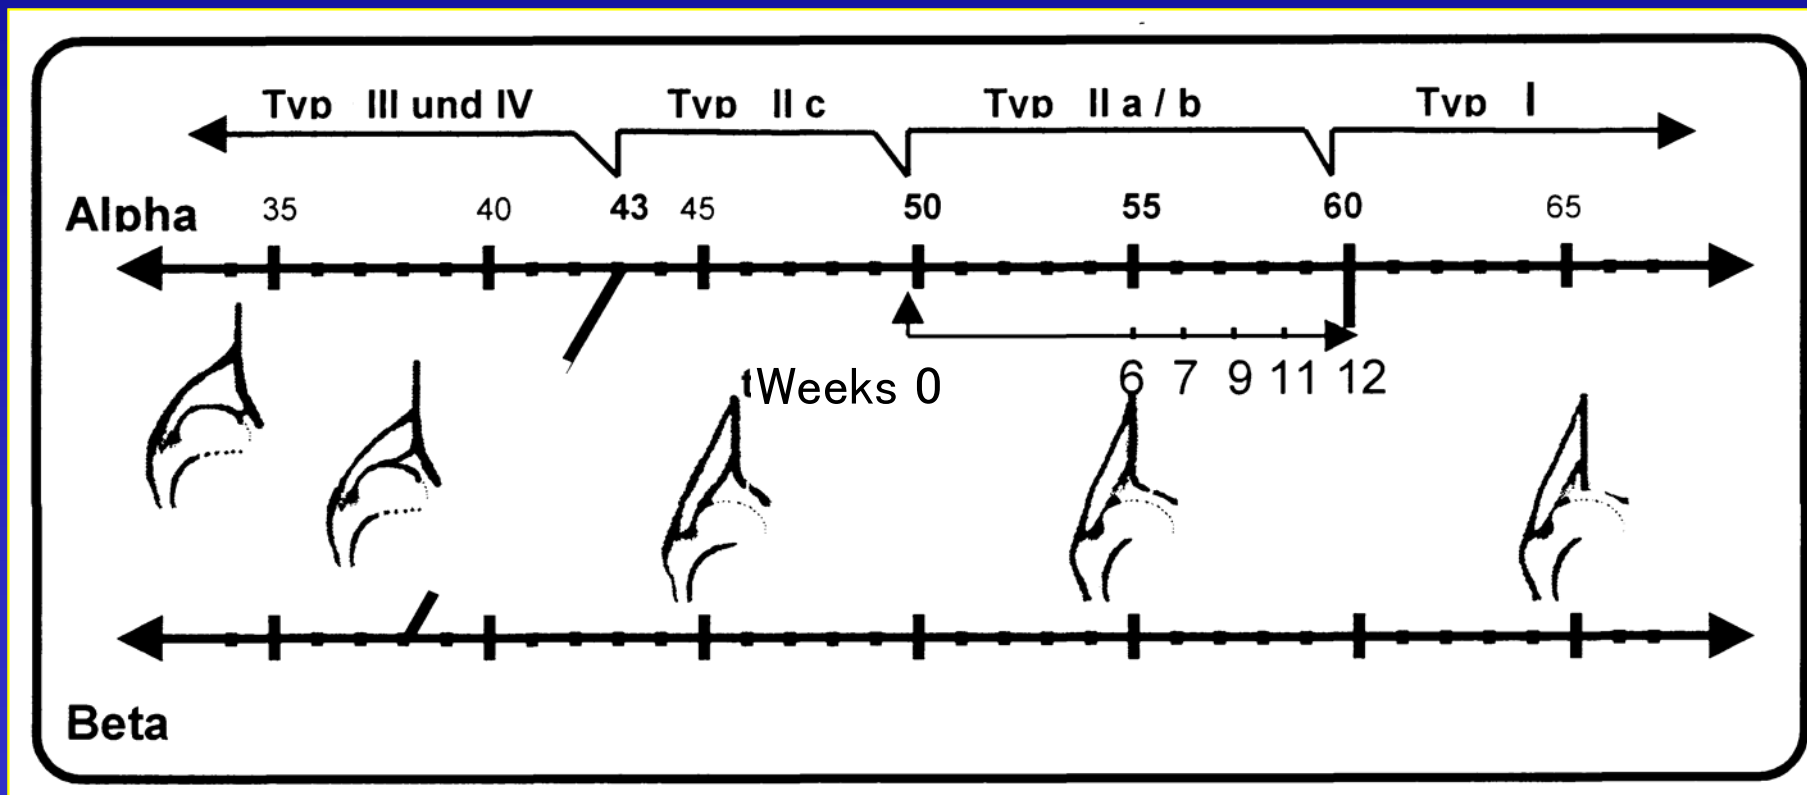 Typ III und IV Typ II c Typ II a / b Typ I
Alpha 35 40 43 45 50 55 60 65
Weeks 0 6 7 9 11 12
Beta